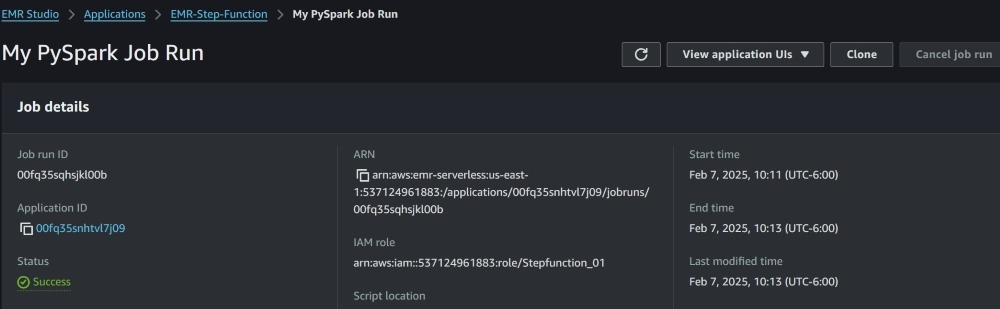 EMR Studio > Applications > EMR-Step-Function > My PySpark Job Run
My PySpark Job Run
View application UIs ▼ Clone Cancel job run
Job details
Job run ID
00fq35sqhsjkl00b
Application ID
00fq35snhtvl7j09
Status
Success
ARN
arn:aws:emr-serverless:us-east-
1:537124961883:/applications/00fq35snhtvl7j09/jobruns/
00fq35sqhsjkl00b
IAM role
arn:aws:iam::537124961883:role/Stepfunction_01
Script location
Start time
Feb 7, 2025, 10:11 (UTC-6:00)
End time
Feb 7, 2025, 10:13 (UTC-6:00)
Last modified time
Feb 7, 2025, 10:13 (UTC-6:00)